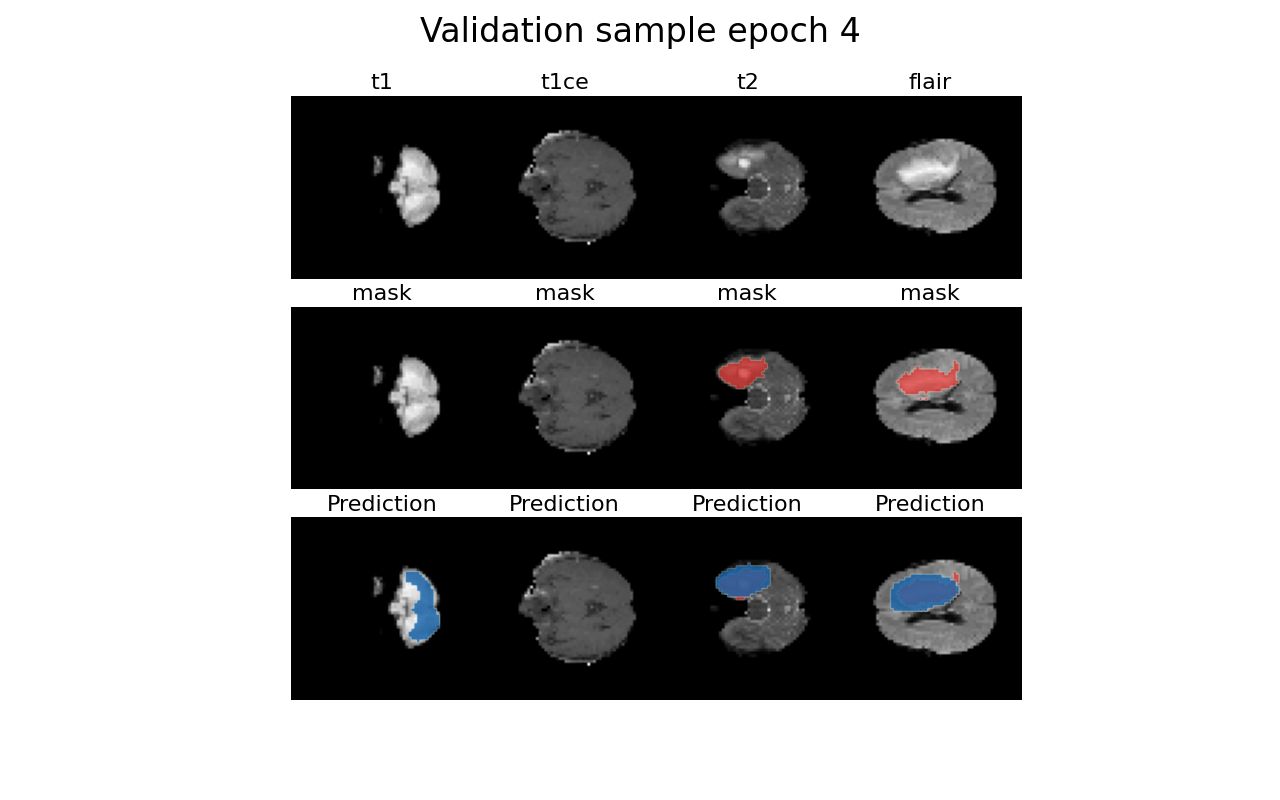 Validation sample epoch 4
t1 t1ce t2 flair
mask mask mask mask
Prediction Prediction Prediction Prediction